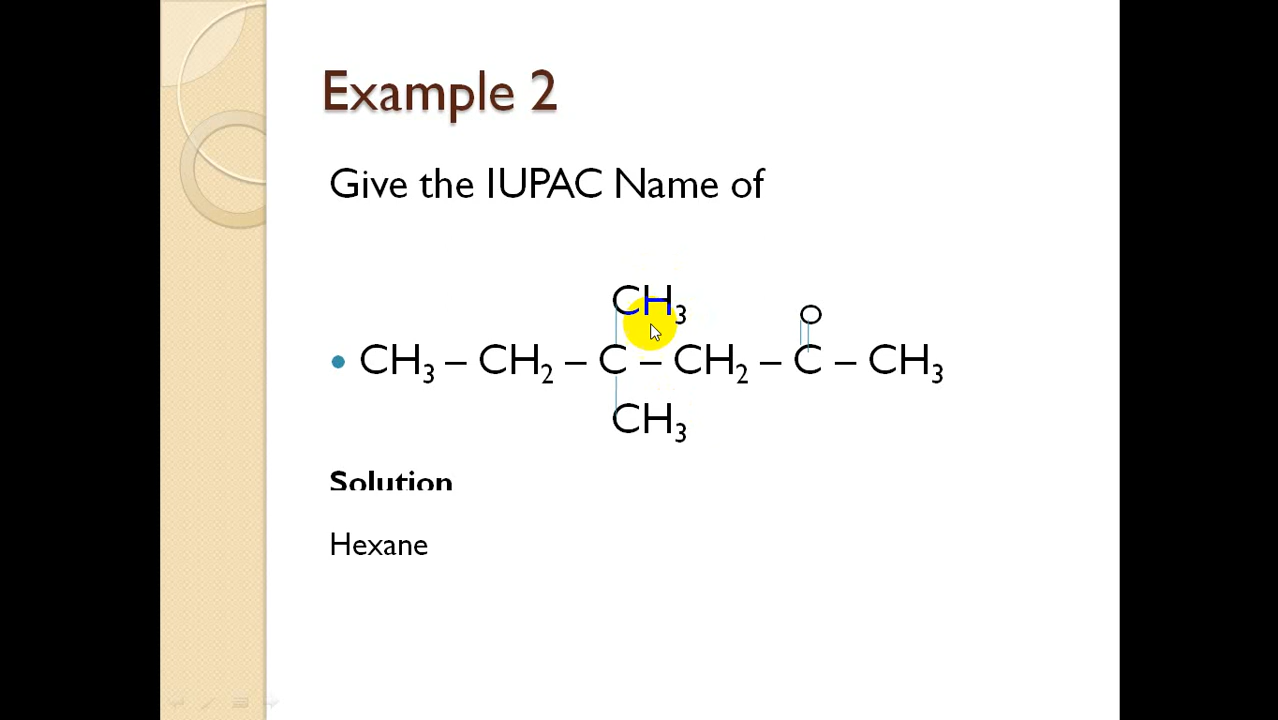 Example 2
Give the IUPAC Name of
CH₃ O
• CH₃ – CH₂ – C – CH₂ – C – CH₃
CH₃
Solution
Hexane